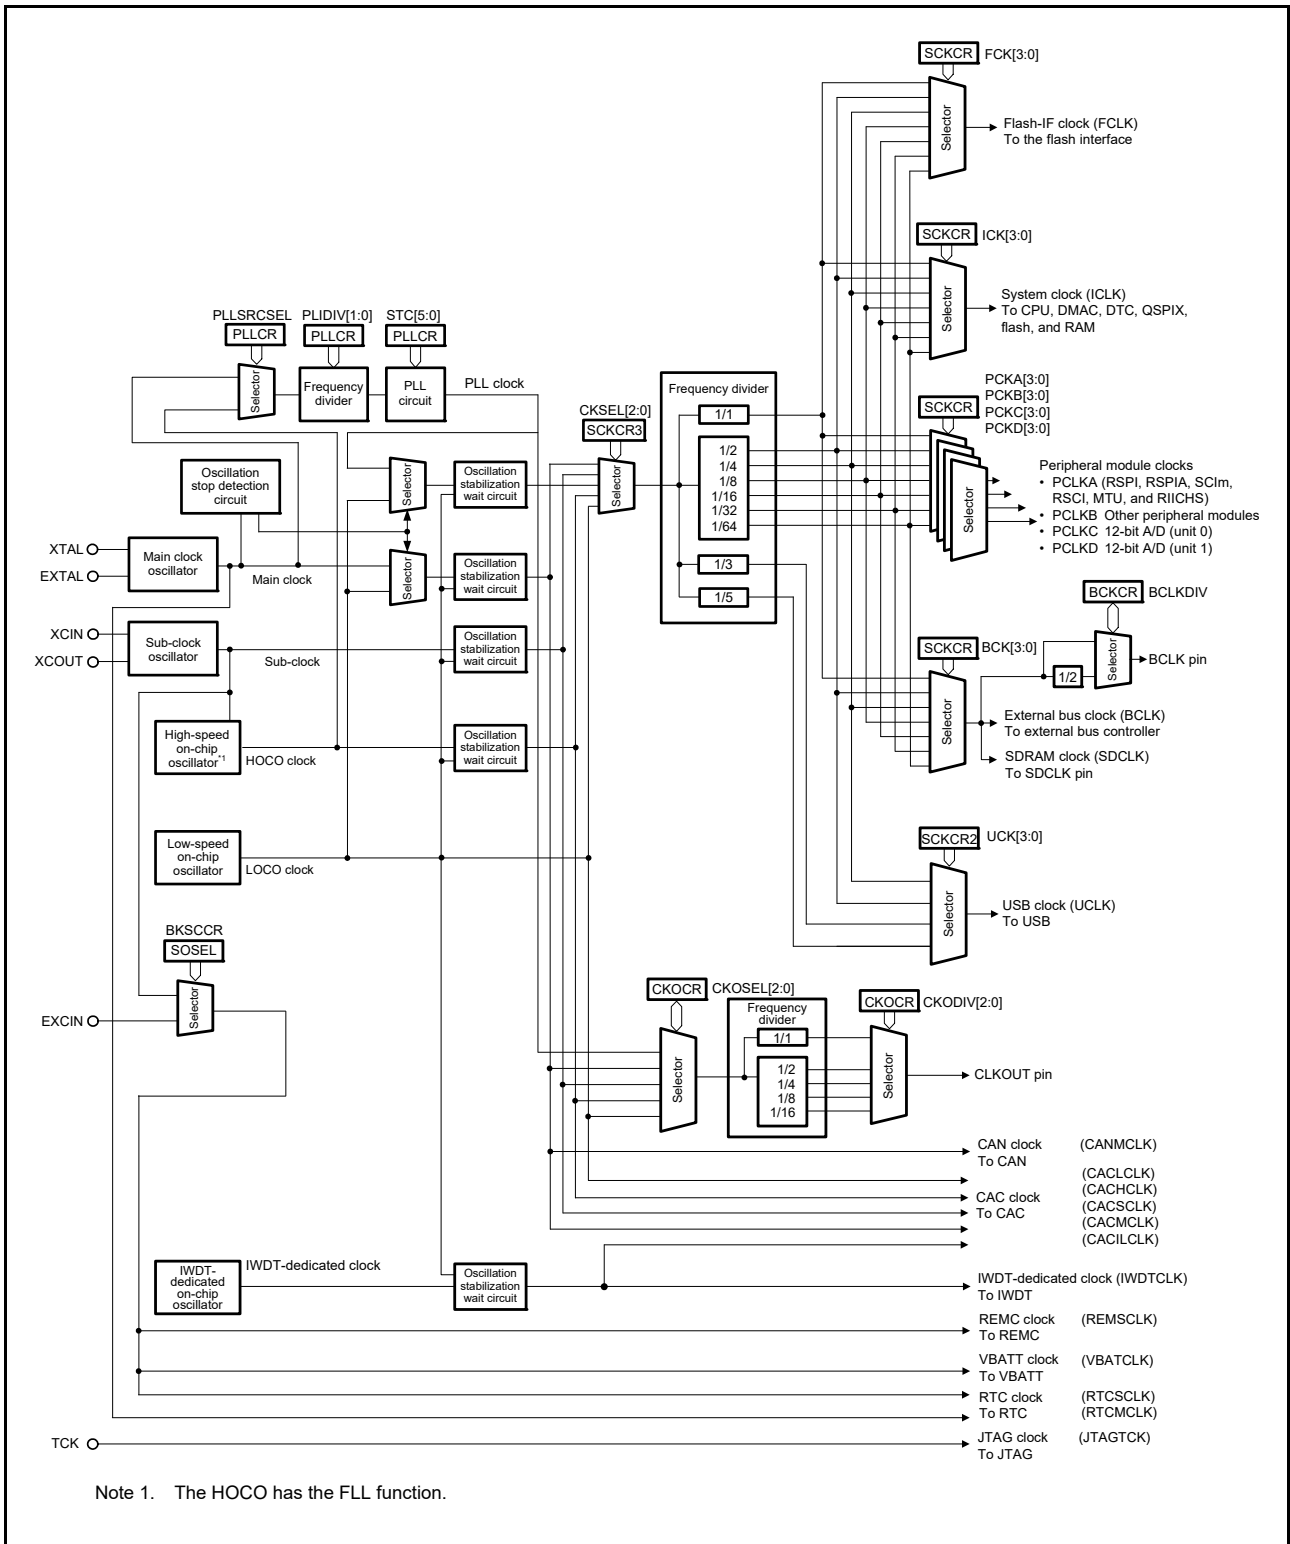 SCKCR FCK[3:0]
Selector
Flash-IF clock (FCLK)
To the flash interface
SCKCR ICK[3:0]
Selector
System clock (ICLK)
To CPU, DMAC, DTC, QSPIX,
flash, and RAM
PLLSRCSEL PLIDIV[1:0] STC[5:0]
PLLCR PLLCR PLLCR
Selector
Frequency
divider
PLL
circuit
PLL clock
CKSEL[2:0]
SCKCR3
Selector
Frequency divider
1/1
1/2
1/4
1/8
1/16
1/32
1/64
1/3
1/5
PCKA[3:0]
PCKB[3:0]
PCKC[3:0]
PCKD[3:0]
SCKCR
Selector
Peripheral module clocks
• PCLKA (RSPI, RSPIA, SCIm,
RSCI, MTU, and RIICHS)
• PCLKB Other peripheral modules
• PCLKC 12-bit A/D (unit 0)
• PCLKD 12-bit A/D (unit 1)
Oscillation
stop detection
circuit
Selector
Oscillation
stabilization
wait circuit
XTAL
EXTAL
Main clock
oscillator
Main clock
Selector
Oscillation
stabilization
wait circuit
XCIN
XCOUT
Sub-clock
oscillator
Sub-clock
Oscillation
stabilization
wait circuit
High-speed
on-chip
oscillator*1
HOCO clock
Oscillation
stabilization
wait circuit
Low-speed
on-chip
oscillator
LOCO clock
SCKCR BCK[3:0]
Selector
BCKCR BCLKDIV
1/2
Selector
BCLK pin
External bus clock (BCLK)
To external bus controller
SDRAM clock (SDCLK)
To SDCLK pin
SCKCR2 UCK[3:0]
Selector
USB clock (UCLK)
To USB
BKSCCR
SOSEL
Selector
EXCIN
CKOCR CKOSEL[2:0]
Selector
Frequency
divider
1/1
1/2
1/4
1/8
1/16
CKOCR CKODIV[2:0]
Selector
CLKOUT pin
CAN clock (CANMCLK)
To CAN
(CACLCLK)
(CACHCLK)
CAC clock
To CAC
(CACSCLK)
(CACMCLK)
(CACILCLK)
IWDT-
dedicated
on-chip
oscillator
IWDT-dedicated clock
Oscillation
stabilization
wait circuit
IWDT-dedicated clock (IWDTCLK)
To IWDT
REMC clock (REMSCLK)
To REMC
VBATT clock (VBATCLK)
To VBATT
RTC clock (RTCSCLK)
To RTC (RTCMCLK)
TCK
JTAG clock (JTAGTCK)
To JTAG
Note 1. The HOCO has the FLL function.